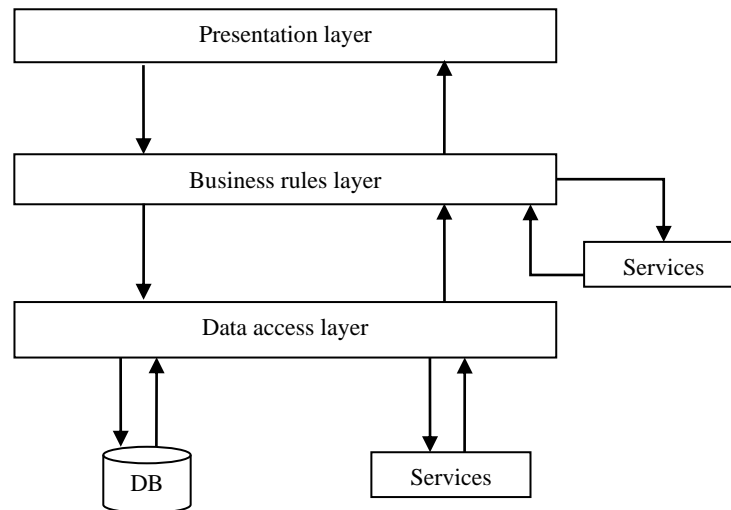 Presentation layer
Business rules layer
Services
Data access layer
DB
Services